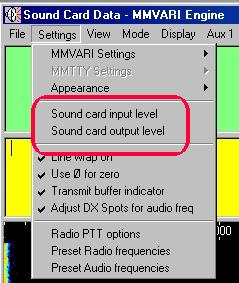 Sound Card Data - MMVARI Engine
File Settings View Mode Display Aux 1
MMVARI Settings
MMTTY Settings
Appearance
Sound card input level
Sound card output level
Line wrap on
Use Ø for zero
Transmit buffer indicator
Adjust DX Spots for audio freq
Radio PTT options
Preset Radio frequencies
Preset Audio frequencies